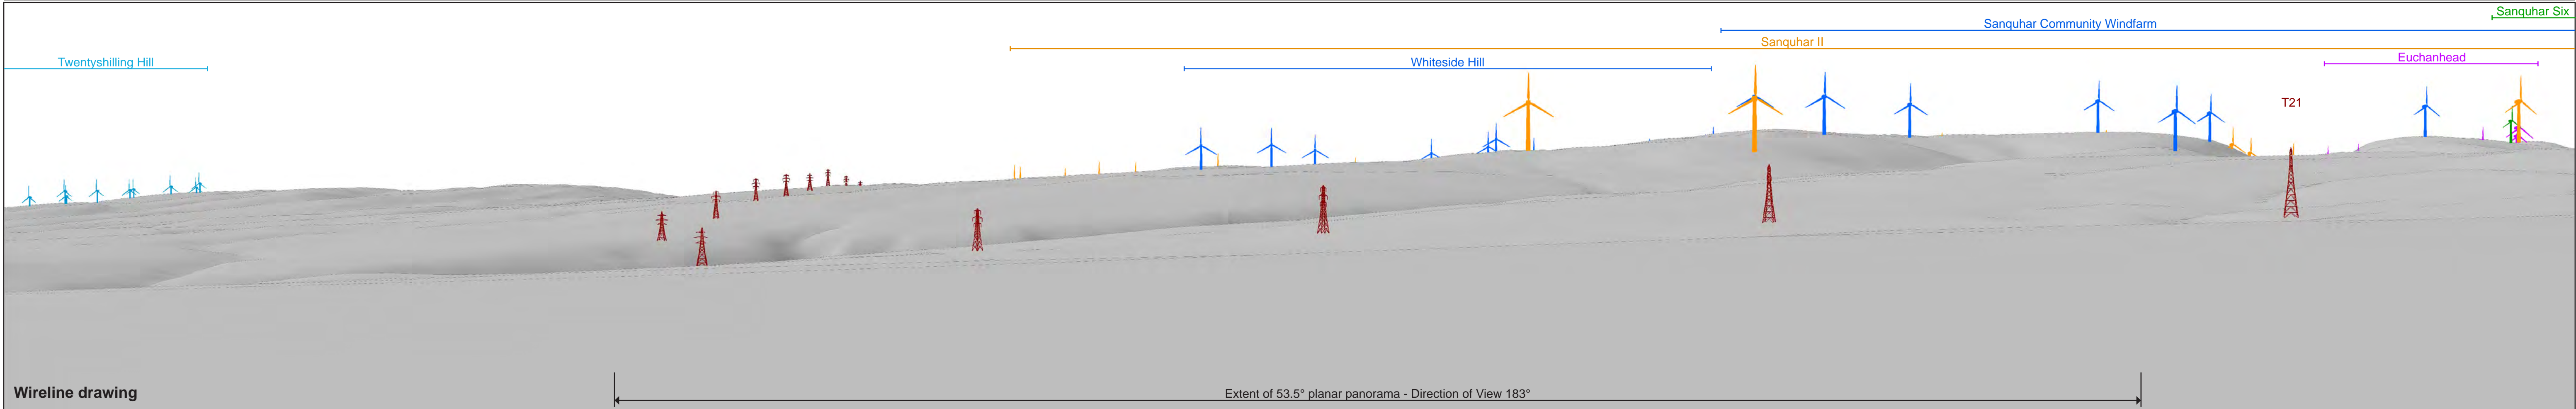 Sanquhar Six
Sanquhar Community Windfarm
Sanquhar II
Euchanhead
Twentyshilling Hill
Whiteside Hill
T21
Wireline drawing
Extent of 53.5° planar panorama - Direction of View 183°